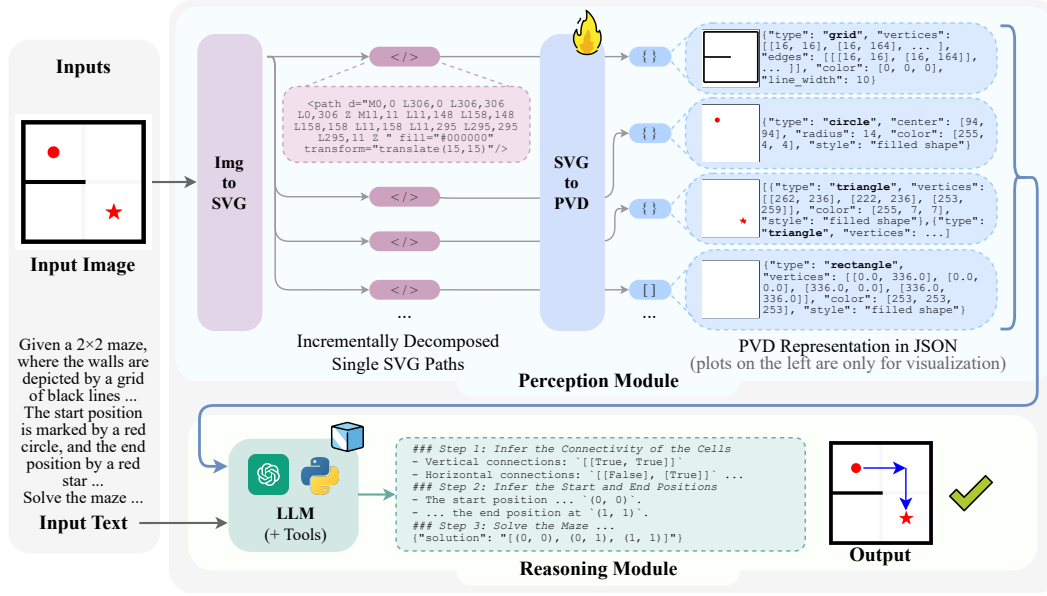 Inputs
Input Image
Given a 2×2 maze,
where the walls are
depicted by a grid
of black lines ...
The start position
is marked by a red
circle, and the end
position by a red
star ...
Solve the maze ...
Input Text
Img
to
SVG
</>
<path d="M0,0 L306,0 L306,306
L0,306 Z M11,11 L11,148 L158,148
L158,158 L11,158 L11,295 L295,295
L295,11 Z " fill="#000000"
transform="translate(15,15)"/>
</>
</>
</>
...
Incrementally Decomposed
Single SVG Paths
SVG
to
PVD
{}
{}
{}
[]
...
{"type": "grid", "vertices":
[[16, 16], [16, 164], ... ],
"edges": [[[16, 16], [16, 164]],
... ]], "color": [0, 0, 0],
"line_width": 10}
{"type": "circle", "center": [94,
94], "radius": 14, "color": [255,
4, 4], "style": "filled shape"}
[{"type": "triangle", "vertices":
[[262, 236], [222, 236], [253,
259]], "color": [255, 7, 7],
"style": "filled shape"},{"type":
"triangle", "vertices": ...]
{"type": "rectangle",
"vertices": [[0.0, 336.0], [0.0,
0.0], [336.0, 0.0], [336.0,
336.0]], "color": [253, 253,
253], "style": "filled shape"}
PVD Representation in JSON
(plots on the left are only for visualization)
Perception Module
LLM
(+ Tools)
### Step 1: Infer the Connectivity of the Cells
- Vertical connections: `[[True, True]]`
- Horizontal connections: `[[False], [True]]` ...
### Step 2: Infer the Start and End Positions
- The start position ... `(0, 0)`.
- ... the end position at `(1, 1)`.
### Step 3: Solve the Maze ...
{"solution": "[(0, 0), (0, 1), (1, 1)]"}
Output
Reasoning Module